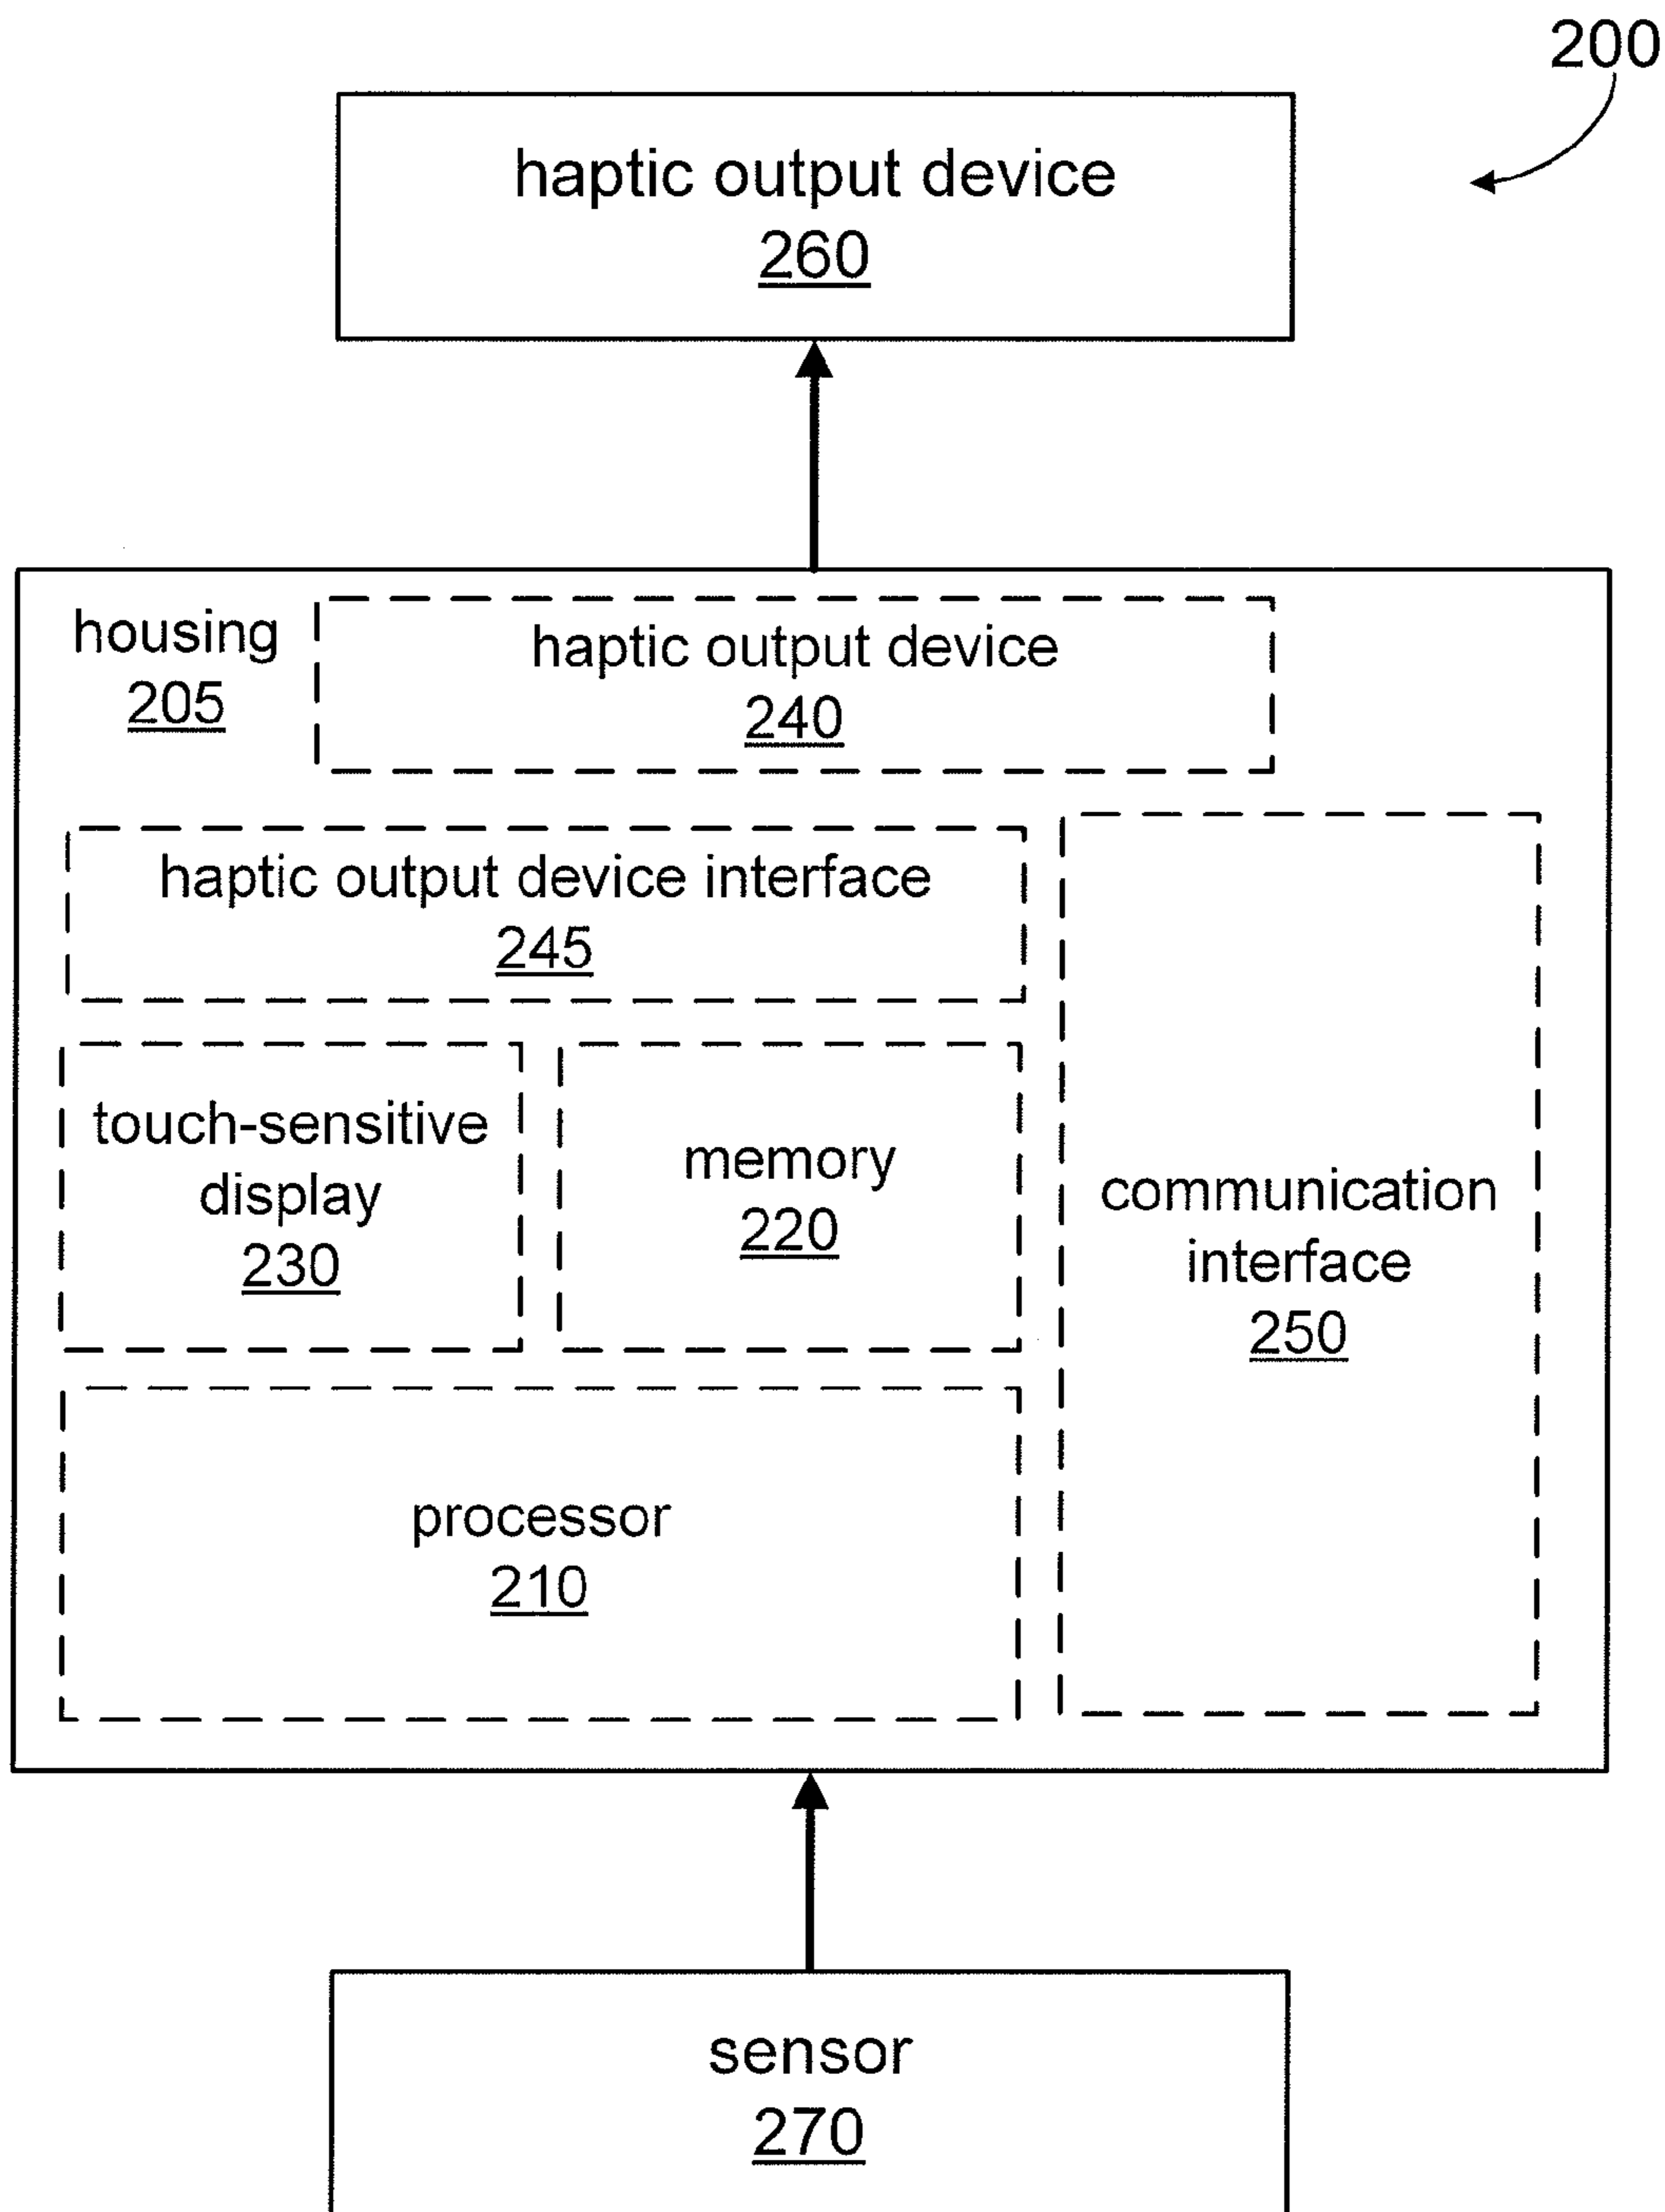 200
haptic output device
260
housing
205
haptic output device
240
haptic output device interface
245
touch-sensitive
display
230
memory
220
communication
interface
250
processor
210
sensor
270